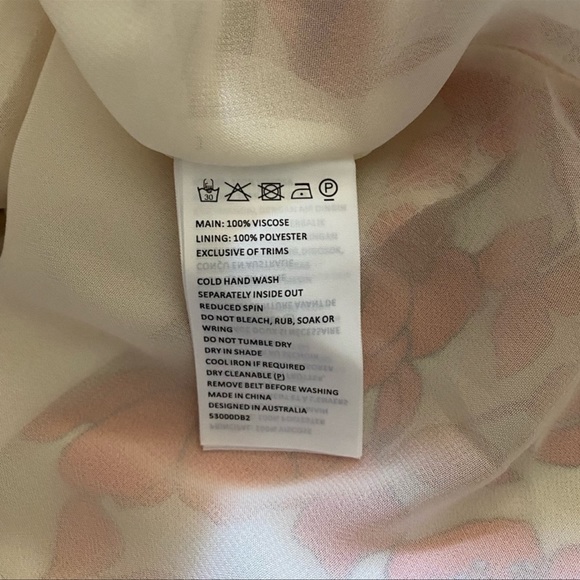 30 P
MAIN: 100% VISCOSE
LINING: 100% POLYESTER
EXCLUSIVE OF TRIMS
COLD HAND WASH
SEPARATELY INSIDE OUT
REDUCED SPIN
DO NOT BLEACH, RUB, SOAK OR
WRING
DO NOT TUMBLE DRY
DRY IN SHADE
COOL IRON IF REQUIRED
DRY CLEANABLE (P)
REMOVE BELT BEFORE WASHING
MADE IN CHINA
DESIGNED IN AUSTRALIA
53000DB2